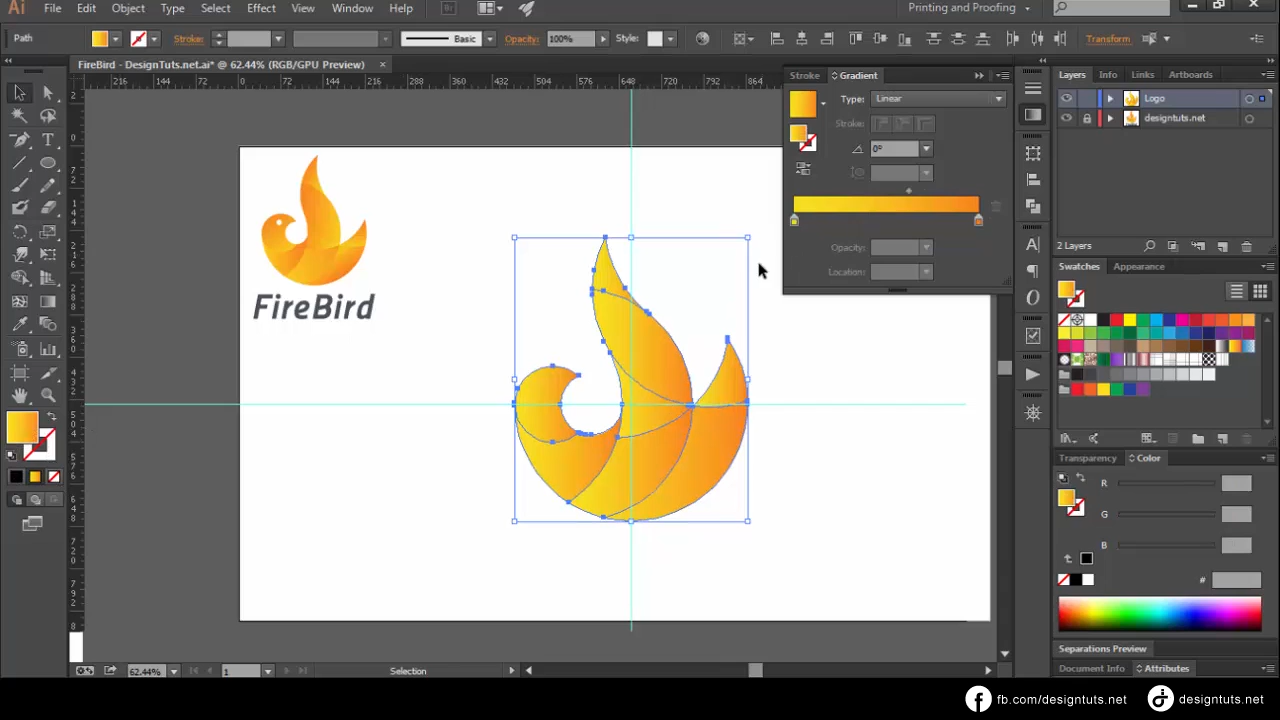 Ai File Edit Object Type Select Effect View Window Help Br Printing and Proofing
Path Stroke: Basic Opacity: 100% Style: Transform
FireBird - DesignTuts.net.ai* @ 62.44% (RGB/GPU Preview) ×
216 144 72 0 72 144 216 288 360 432 504 576 648 720 792 864
Stroke Gradient
Type: Linear
Stroke:
0°
Opacity:
Location:
Layers Info Links Artboards
Logo
designtuts.net
2 Layers
Swatches Appearance
Transparency Color
R
G
B
#
Separations Preview
Document Info Attributes
FireBird
62.44% 1 Selection
fb.com/designtuts.net designtuts.net